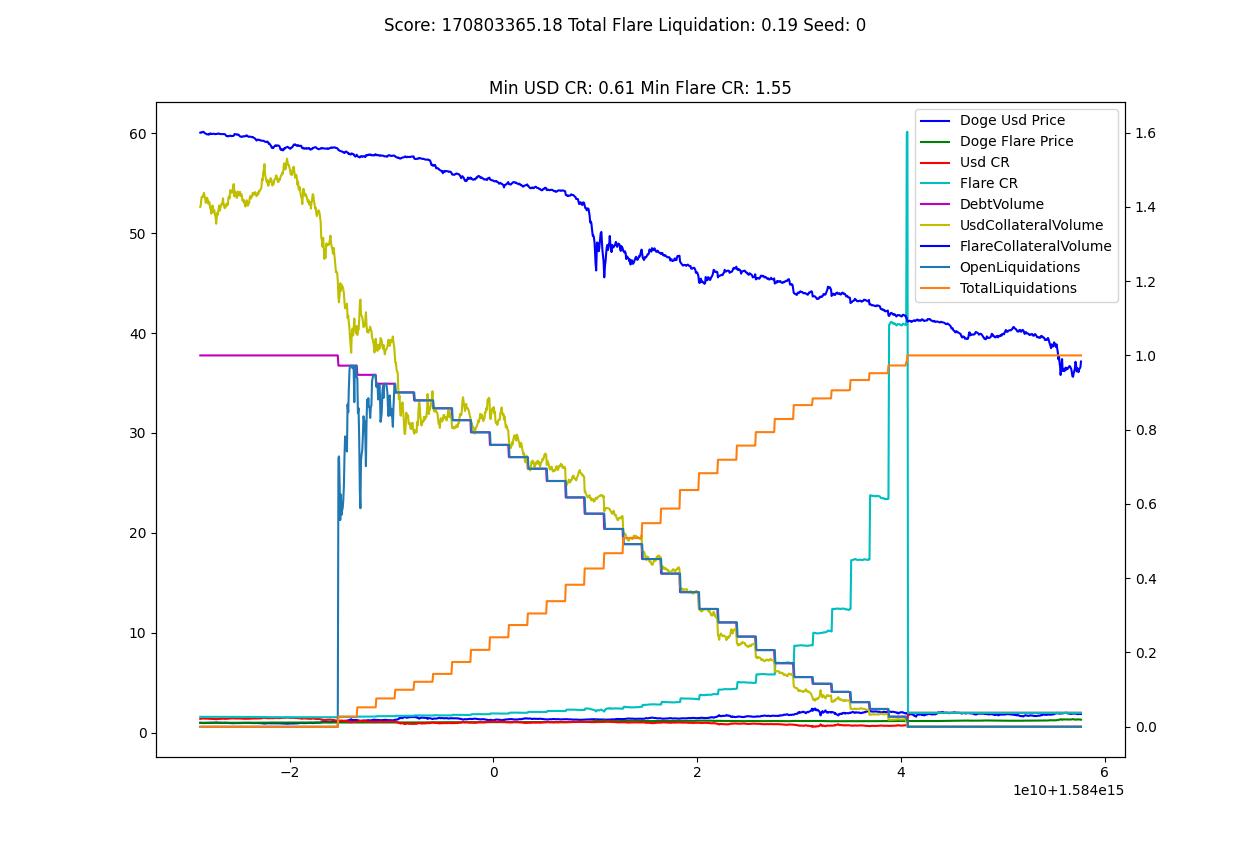 Score: 170803365.18 Total Flare Liquidation: 0.19 Seed: 0
Min USD CR: 0.61 Min Flare CR: 1.55
60
50
40
30
20
10
0
1.6
1.4
1.2
1.0
0.8
0.6
0.4
0.2
0.0
Doge Usd Price
Doge Flare Price
Usd CR
Flare CR
DebtVolume
UsdCollateralVolume
FlareCollateralVolume
OpenLiquidations
TotalLiquidations
−2 0 2 4 6
1e10+1.584e15